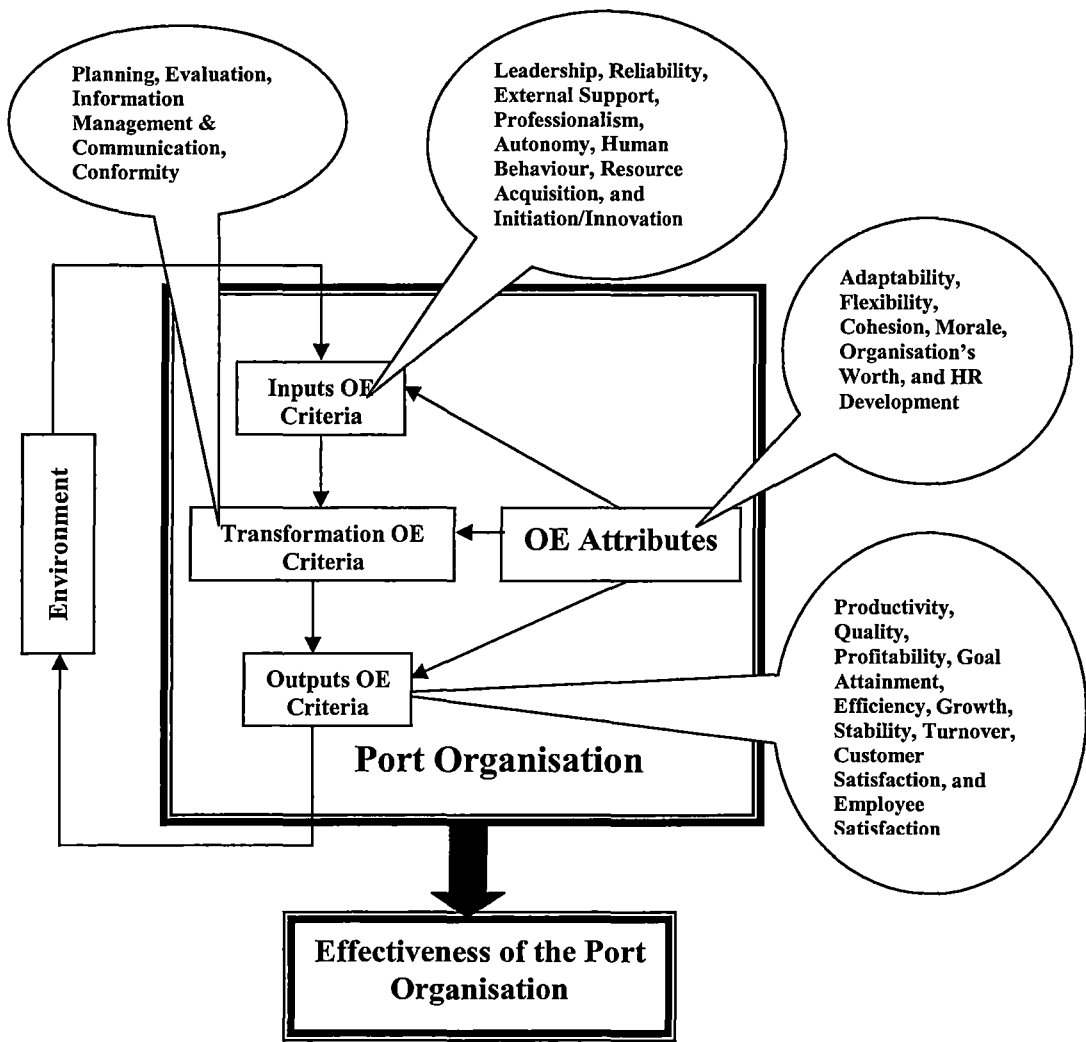 Planning, Evaluation,
Information
Management &
Communication,
Conformity
Leadership, Reliability,
External Support,
Professionalism,
Autonomy, Human
Behaviour, Resource
Acquisition, and
Initiation/Innovation
Adaptability,
Flexibility,
Cohesion, Morale,
Organisation's
Worth, and HR
Development
Inputs OE
Criteria
Environment
Transformation OE
Criteria
OE Attributes
Productivity,
Quality,
Profitability, Goal
Attainment,
Efficiency, Growth,
Stability, Turnover,
Customer
Satisfaction, and
Employee
Satisfaction
Outputs OE
Criteria
Port Organisation
Effectiveness of the Port
Organisation